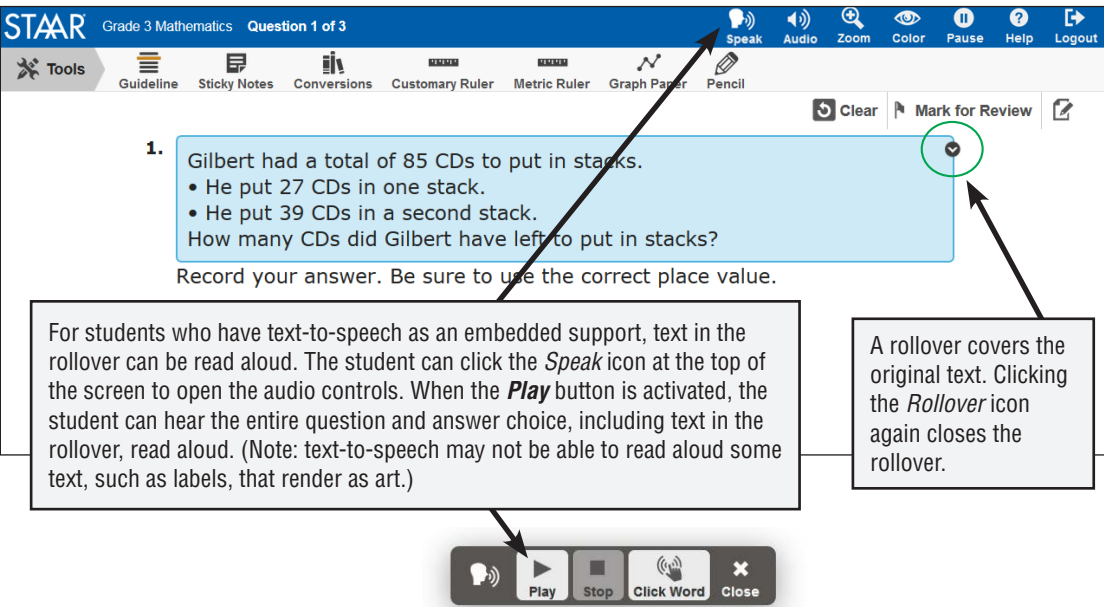 STAAR Grade 3 Mathematics Question 1 of 3
Speak Audio Zoom Color Pause Help Logout
Tools
Guideline Sticky Notes Conversions Customary Ruler Metric Ruler Graph Paper Pencil
Clear Mark for Review
1.
Gilbert had a total of 85 CDs to put in stacks.
• He put 27 CDs in one stack.
• He put 39 CDs in a second stack.
How many CDs did Gilbert have left to put in stacks?
Record your answer. Be sure to use the correct place value.
For students who have text-to-speech as an embedded support, text in the
rollover can be read aloud. The student can click the Speak icon at the top of
the screen to open the audio controls. When the Play button is activated, the
student can hear the entire question and answer choice, including text in the
rollover, read aloud. (Note: text-to-speech may not be able to read aloud some
text, such as labels, that render as art.)
A rollover covers the
original text. Clicking
the Rollover icon
again closes the
rollover.
Play Stop Click Word Close